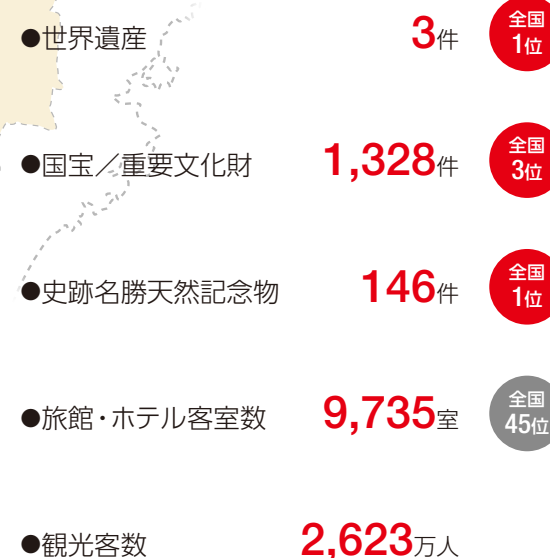 ●世界遺産 3件 全国1位
●国宝／重要文化財 1,328件 全国3位
●史跡名勝天然記念物 146件 全国1位
●旅館・ホテル客室数 9,735室 全国45位
●観光客数 2,623万人